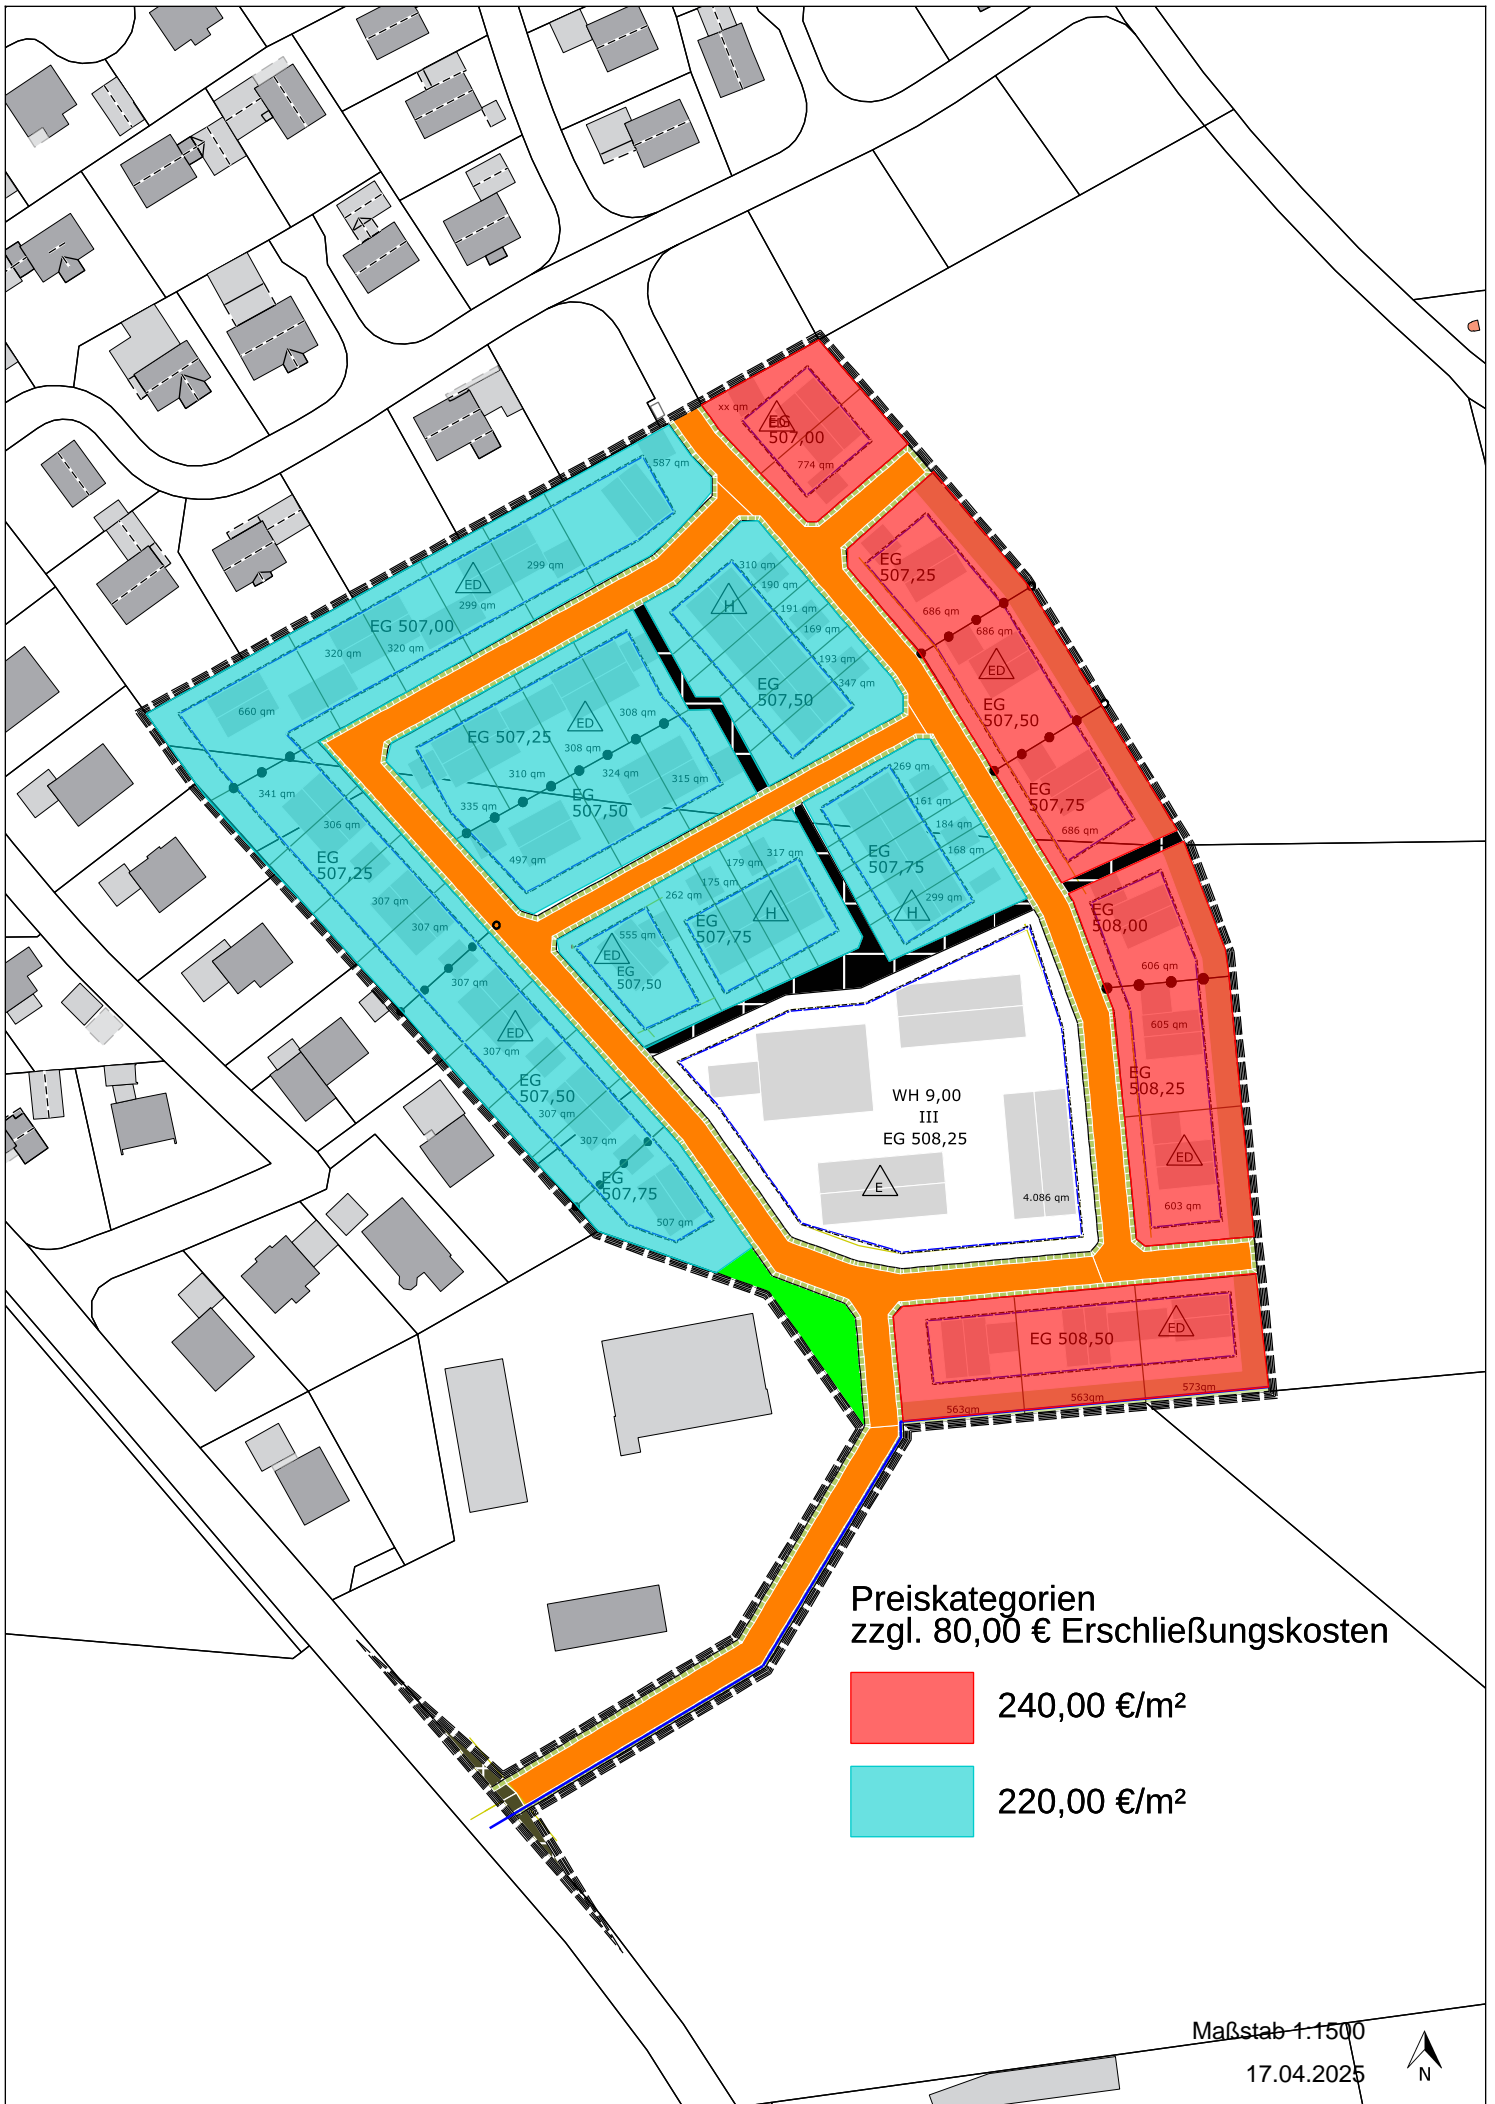 xx qm
EG
507,00
774 qm
587 qm
299 qm
ED
299 qm
EG 507,00
320 qm
320 qm
660 qm
EG
507,25
686 qm
686 qm
ED
EG
507,50
EG
507,75
686 qm
310 qm
190 qm
191 qm
169 qm
193 qm
347 qm
H
EG
507,50
308 qm
ED
EG 507,25
308 qm
310 qm
324 qm
315 qm
335 qm
EG
507,50
497 qm
341 qm
306 qm
EG
507,25
307 qm
307 qm
307 qm
ED
307 qm
EG
507,50
307 qm
307 qm
EG
507,75
507 qm
269 qm
161 qm
184 qm
168 qm
EG
507,75
299 qm
H
317 qm
179 qm
175 qm
262 qm
H
EG
507,75
555 qm
ED
EG
507,50
EG
508,00
606 qm
605 qm
EG
508,25
ED
603 qm
WH 9,00
III
EG 508,25
E
4.086 qm
EG 508,50
ED
563qm
563qm
573qm
Preiskategorien
zzgl. 80,00 € Erschließungskosten
240,00 €/m²
220,00 €/m²
Maßstab 1:1500
17.04.2025
N